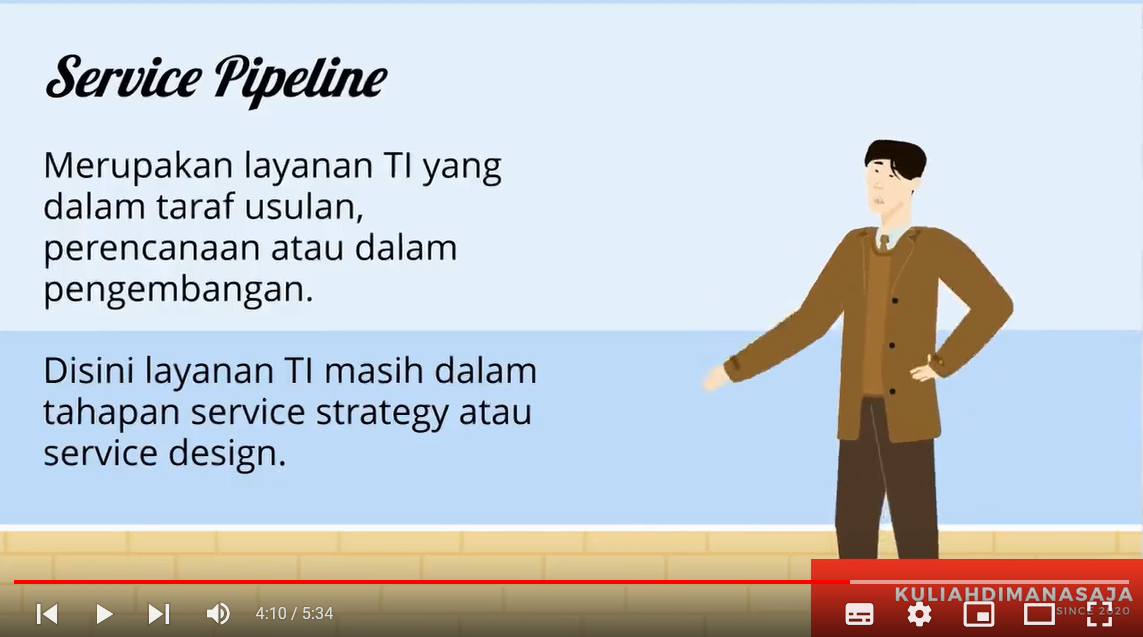 Service Pipeline
Merupakan layanan TI yang
dalam taraf usulan,
perencanaan atau dalam
pengembangan.
Disini layanan TI masih dalam
tahapan service strategy atau
service design.
KULIAHDIMANASAJA
SINCE 2020
4:10 / 5:34